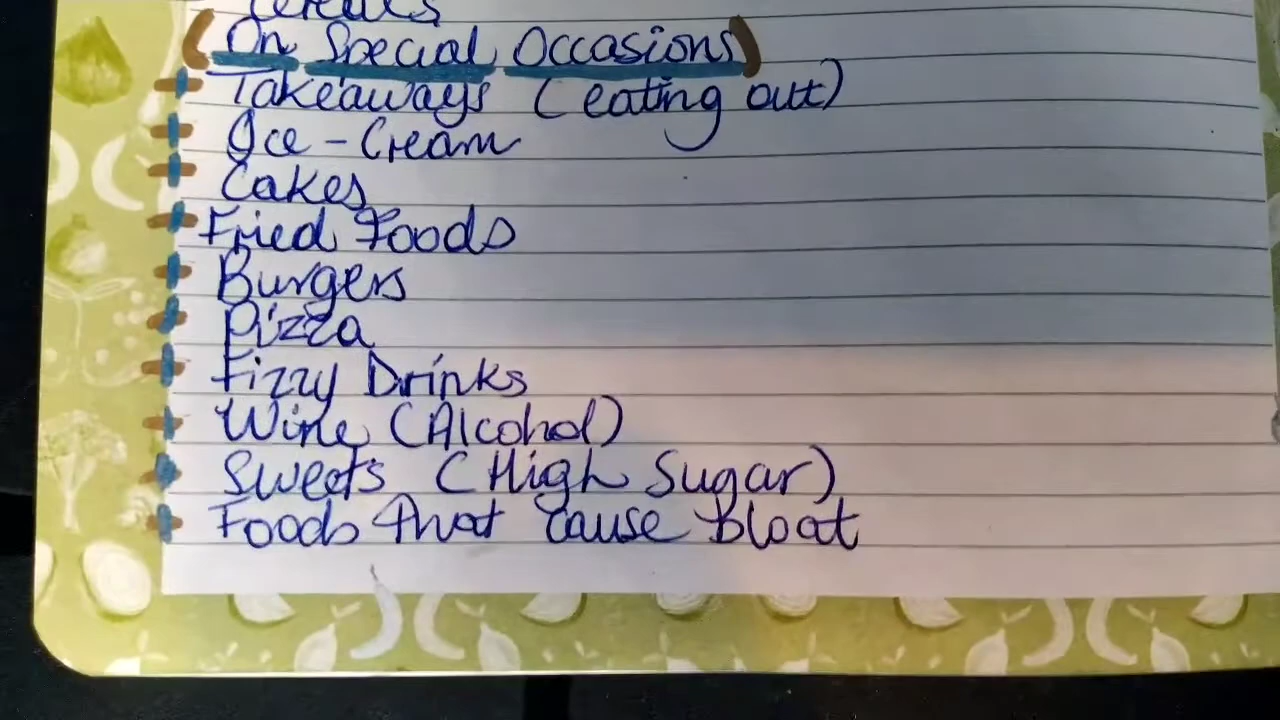 Cereals
(On Special Occasions)
Takeaways (eating out)
Ice-Cream
Cakes
Fried Foods
Burgers
Pizza
Fizzy Drinks
Wine (Alcohol)
Sweets (High Sugar)
Foods that cause Bloat